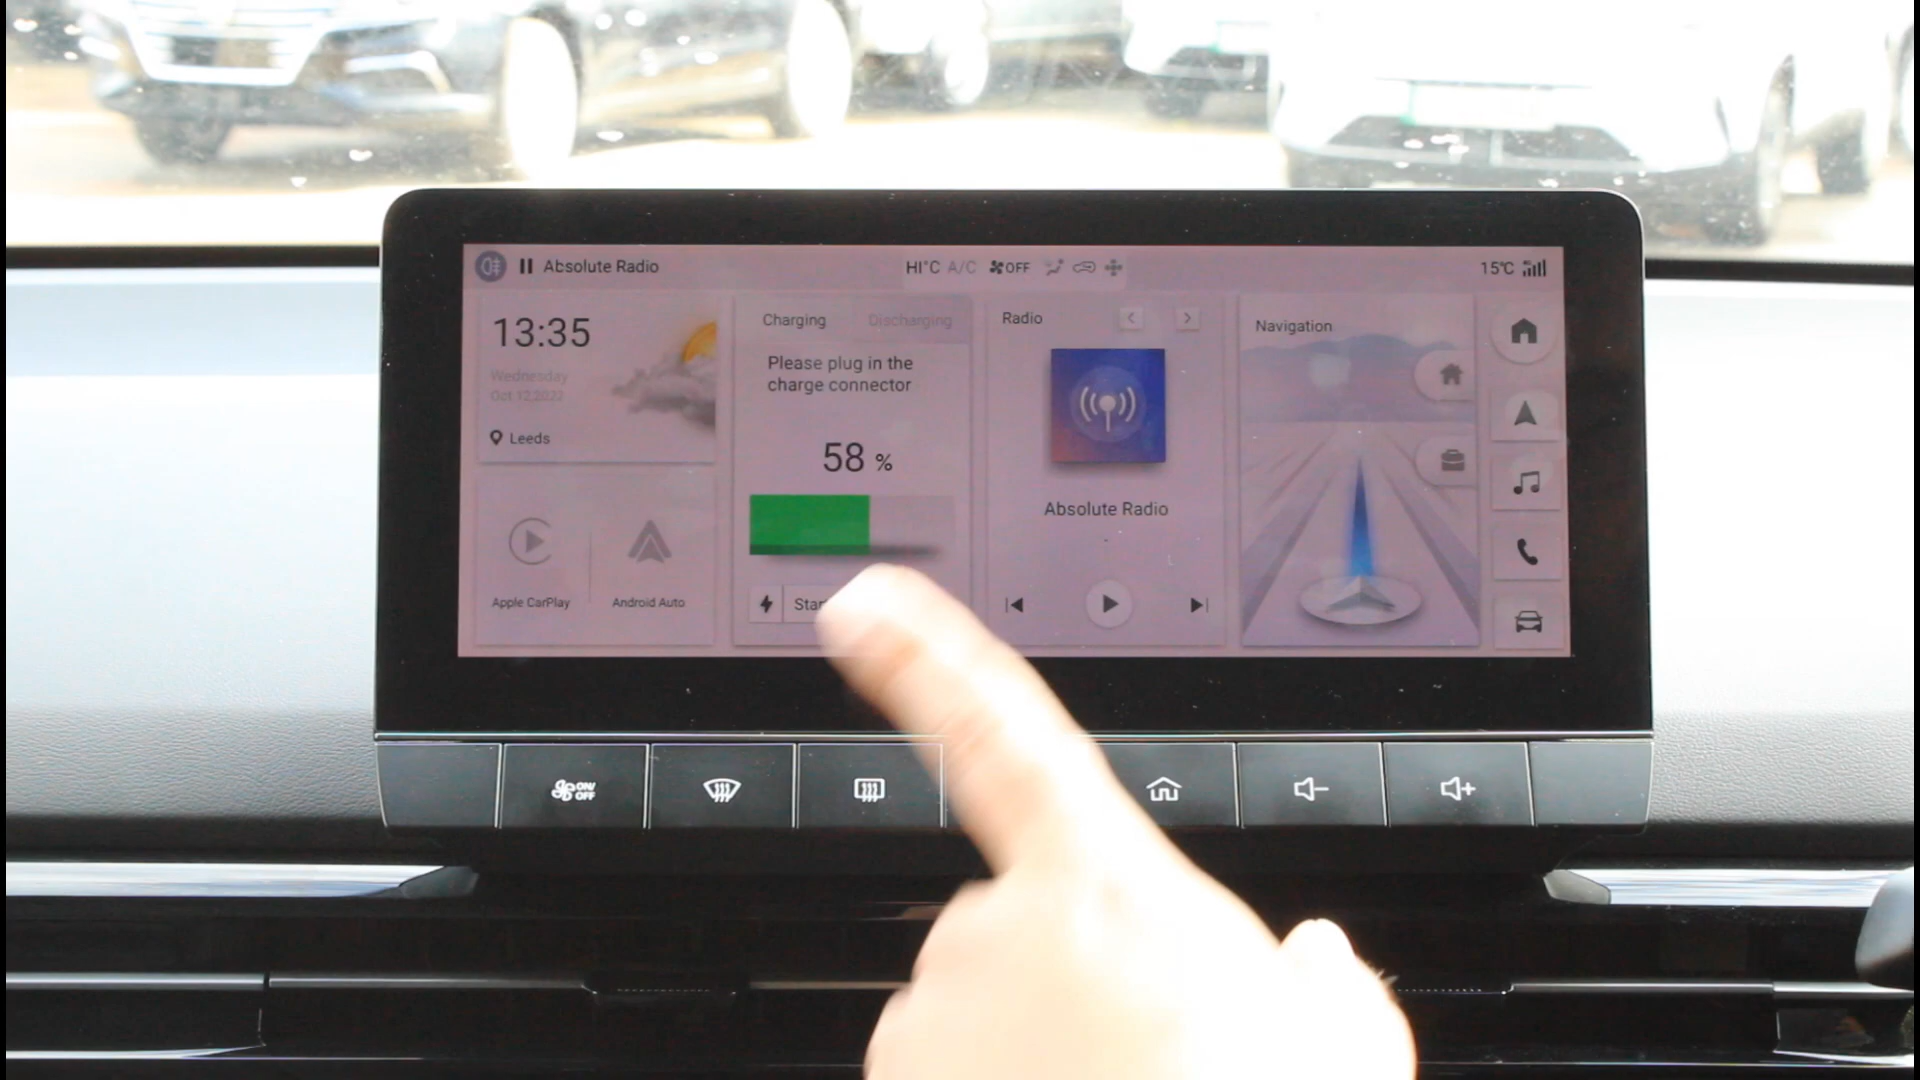 Absolute Radio
HI°C A/C OFF
15°C
13:35
Wednesday
Oct 12,2022
Leeds
Apple CarPlay
Android Auto
Charging
Discharging
Please plug in the
charge connector
58 %
Radio
Absolute Radio
Navigation
ON/
OFF